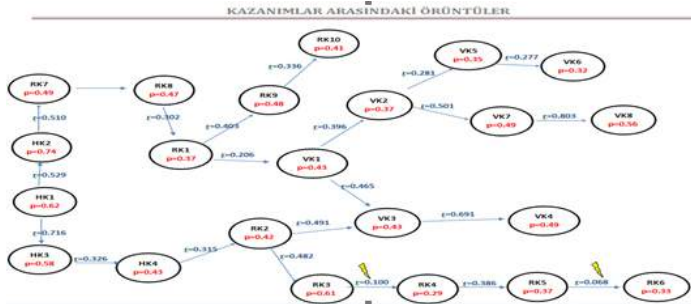 KAZANIMLAR ARASINDAKİ ÖRÜNTÜLER
RK10
p=0.41
r=0.336
VK5
p=0.35
r=0.277
VK6
p=0.32
RK7
p=0.49
RK8
p=0.47
RK9
p=0.48
r=0.281
VK2
p=0.37
r=0.510
r=0.302
r=0.403
r=0.501
VK7
p=0.49
r=0.803
VK8
p=0.56
HK2
p=0.74
RK1
p=0.37
r=0.206
r=0.396
VK1
p=0.43
r=0.529
HK1
p=0.62
r=0.465
r=0.716
RK2
p=0.42
r=0.491
VK3
p=0.43
r=0.691
VK4
p=0.49
HK3
p=0.58
r=0.326
HK4
p=0.43
r=0.315
r=0.482
RK3
p=0.61
r=0.100
RK4
p=0.29
r=0.386
RK5
p=0.37
r=0.068
RK6
p=0.33